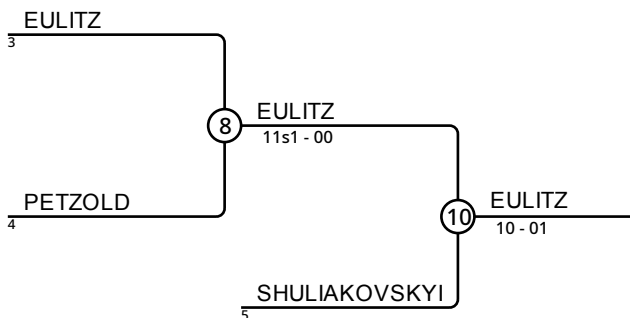 EULITZ
3
8
EULITZ
11s1 - 00
PETZOLD
4
10
EULITZ
10 - 01
SHULIAKOVSKYI
5